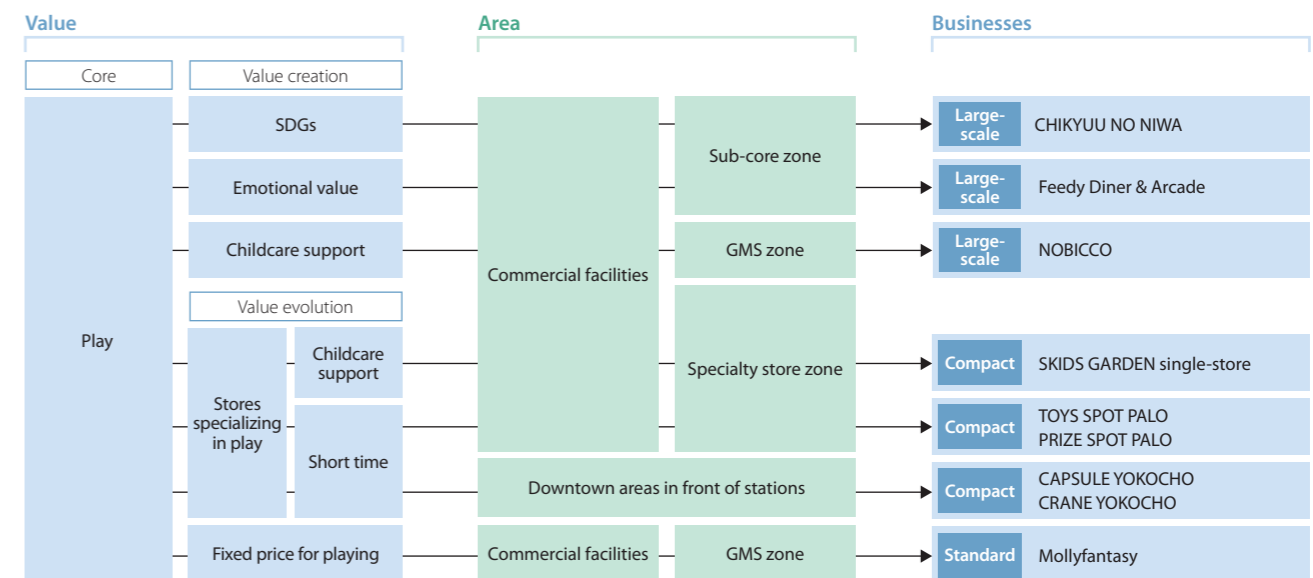 Value
Area
Businesses
Core
Value creation
SDGs
Sub-core zone
Large-
scale
CHIKYUU NO NIWA
Emotional value
Large-
scale
Feedy Diner & Arcade
Childcare support
Commercial facilities
GMS zone
Large-
scale
NOBICCO
Value evolution
Play
Stores
specializing
in play
Childcare
support
Specialty store zone
Compact
SKIDS GARDEN single-store
Short time
Compact
TOYS SPOT PALO
PRIZE SPOT PALO
Downtown areas in front of stations
Compact
CAPSULE YOKOCHO
CRANE YOKOCHO
Fixed price for playing
Commercial facilities
GMS zone
Standard
Mollyfantasy